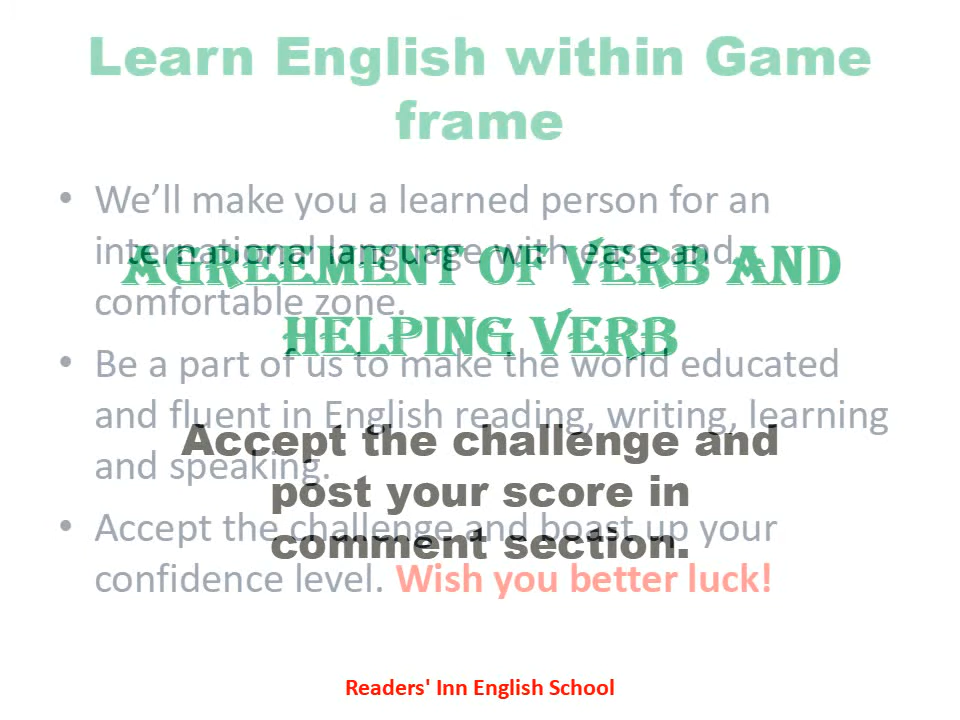 Learn English within Game
frame
• We’ll make you a learned person for an
international language with ease and
comfortable zone.
• Be a part of us to make the world educated
and fluent in English reading, writing, learning
and speaking.
• Accept the challenge and boast up your
confidence level. Wish you better luck!
AGREEMENT OF VERB AND
HELPING VERB
Accept the challenge and
post your score in
comment section.
Readers' Inn English School